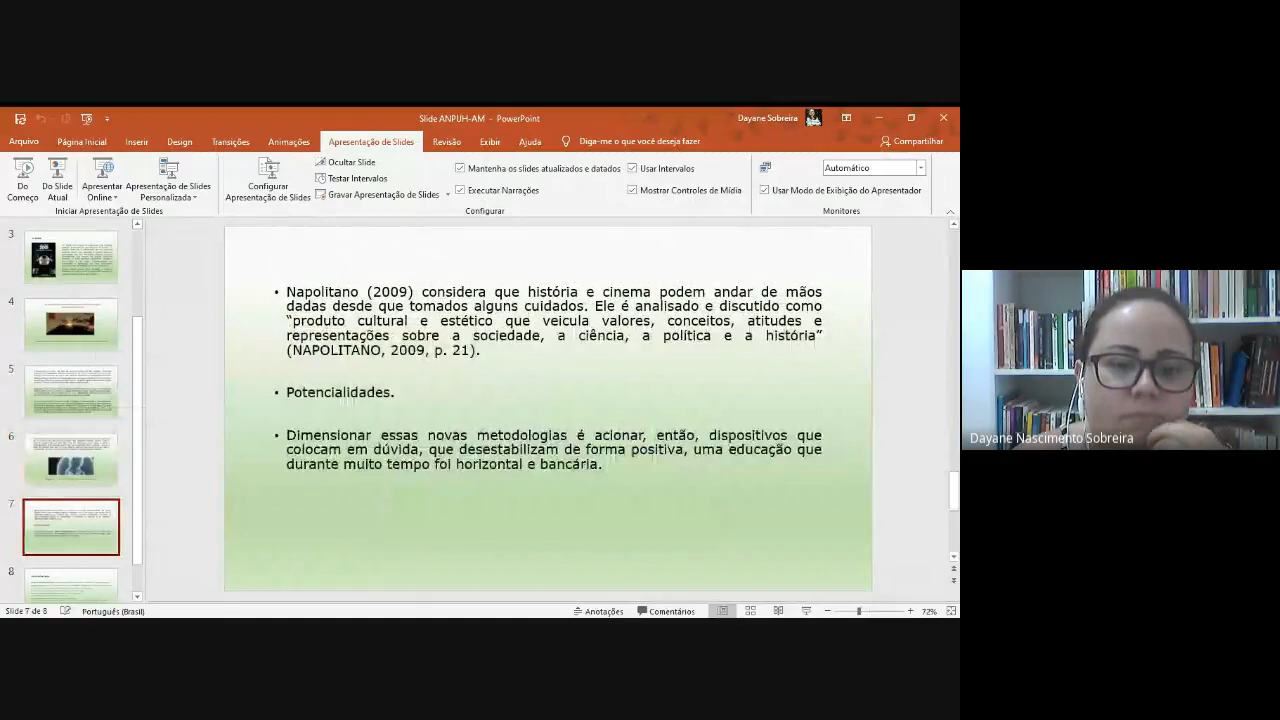 Slide ANPUH-AM - PowerPoint
Dayane Sobreira
Arquivo Página Inicial Inserir Design Transições Animações Apresentação de Slides Revisão Exibir Ajuda Diga-me o que você deseja fazer Compartilhar
Do Começo
Do Slide Atual
Apresentar Online
Apresentação de Slides Personalizada
Iniciar Apresentação de Slides
Configurar Apresentação de Slides
Ocultar Slide
Testar Intervalos
Gravar Apresentação de Slides
Mantenha os slides atualizados e datados
Executar Narrações
Usar Intervalos
Mostrar Controles de Mídia
Configurar
Automático
Usar Modo de Exibição do Apresentador
Monitores
3
4
5
6
7
8
• Napolitano (2009) considera que história e cinema podem andar de mãos
dadas desde que tomados alguns cuidados. Ele é analisado e discutido como
“produto cultural e estético que veicula valores, conceitos, atitudes e
representações sobre a sociedade, a ciência, a política e a história”
(NAPOLITANO, 2009, p. 21).
• Potencialidades.
• Dimensionar essas novas metodologias é acionar, então, dispositivos que
colocam em dúvida, que desestabilizam de forma positiva, uma educação que
durante muito tempo foi horizontal e bancária.
Slide 7 de 8 Português (Brasil) Anotações Comentários 72%
Dayane Nascimento Sobreira